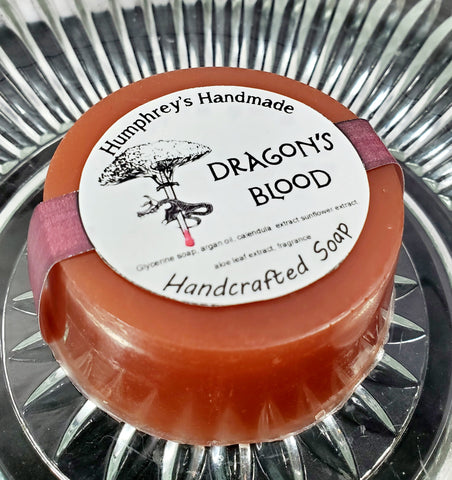 Humphrey's Handmade
DRAGON'S
BLOOD
Glycerine soap, argan oil, calendula extract sunflower extract
aloe leaf extract, fragrance
Handcrafted Soap